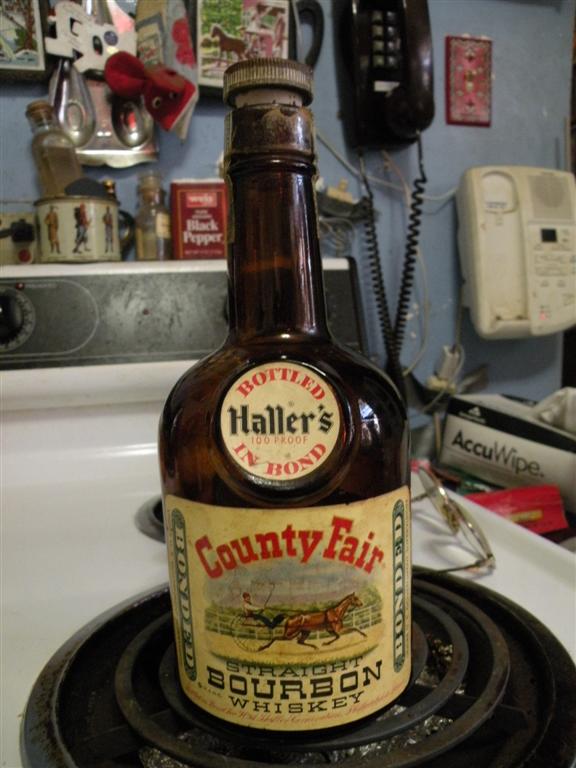 BOTTLED
Haller's
100 PROOF
IN BOND
County Fair
BONDED
BONDED
STRAIGHT
BOURBON
WHISKEY
Black
Pepper
AccuWipe